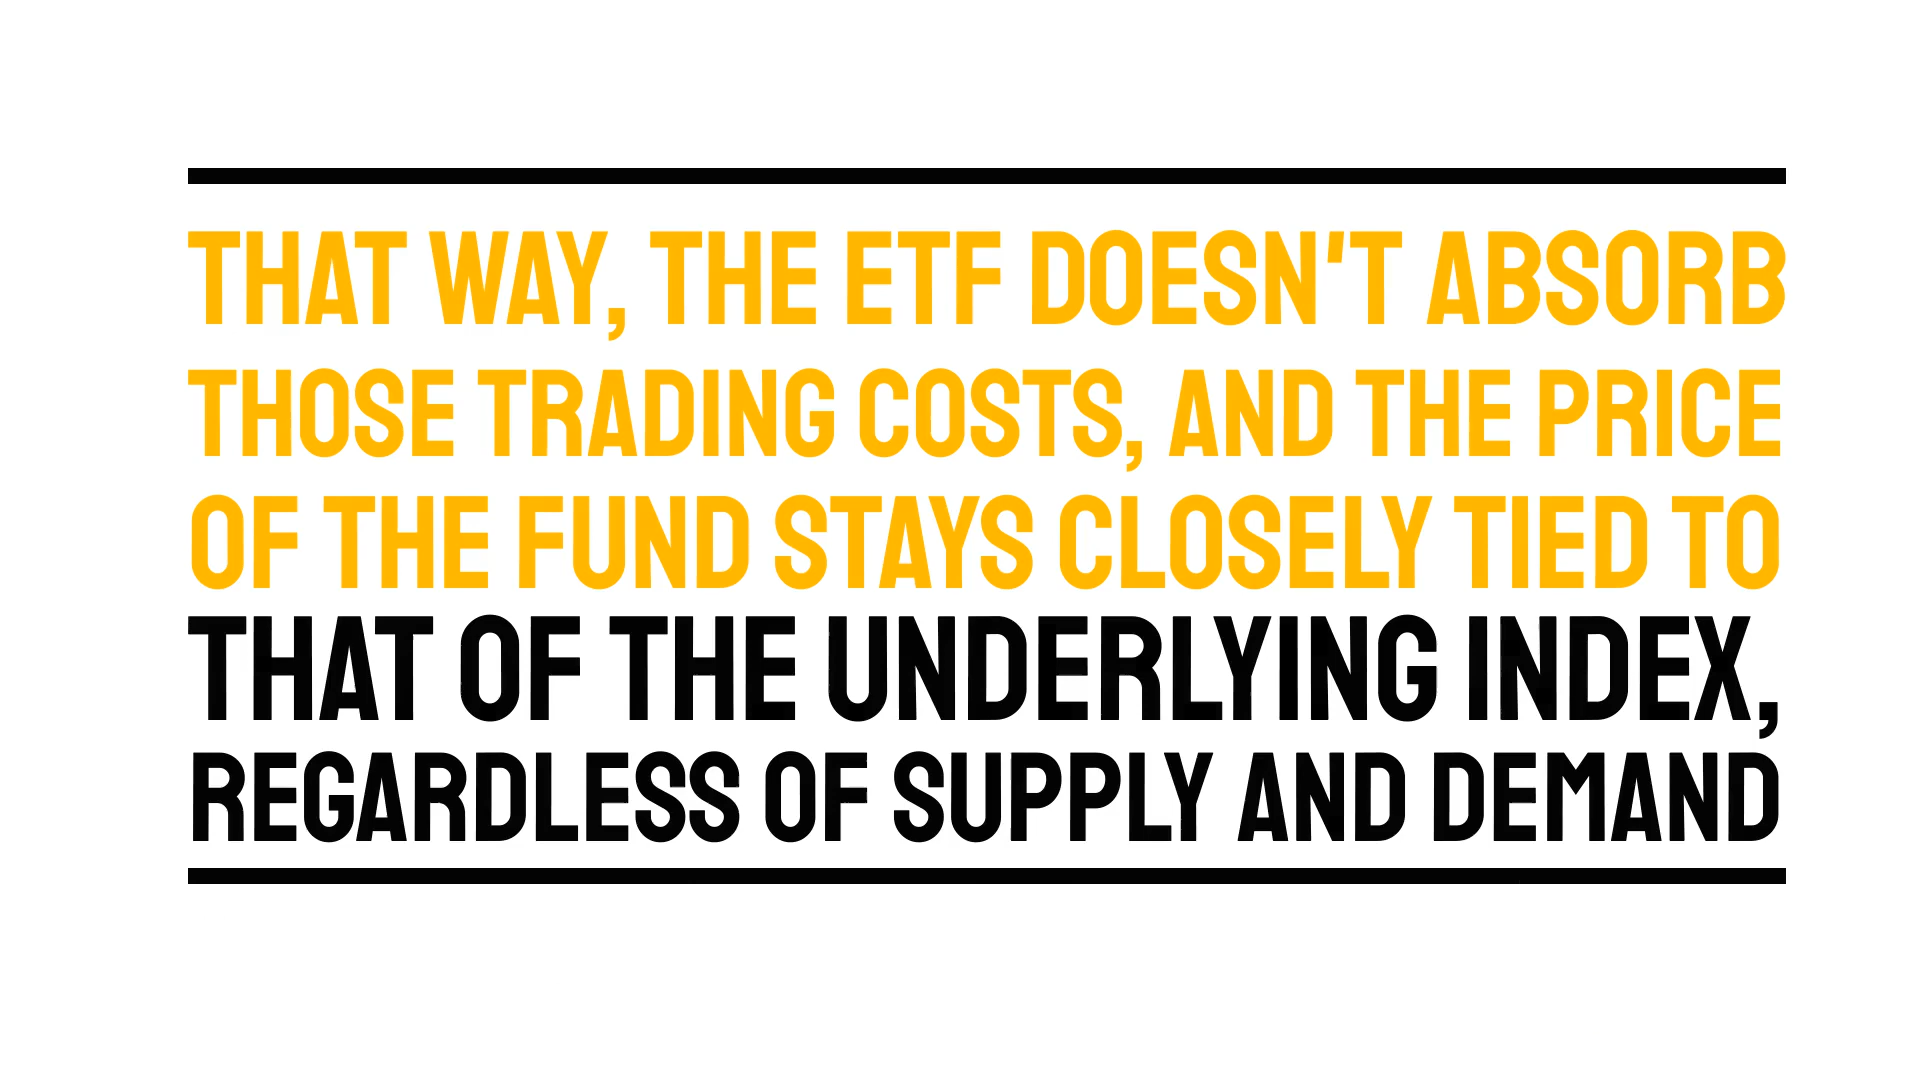 THAT WAY, THE ETF DOESN'T ABSORB
THOSE TRADING COSTS, AND THE PRICE
OF THE FUND STAYS CLOSELY TIED TO
THAT OF THE UNDERLYING INDEX,
REGARDLESS OF SUPPLY AND DEMAND